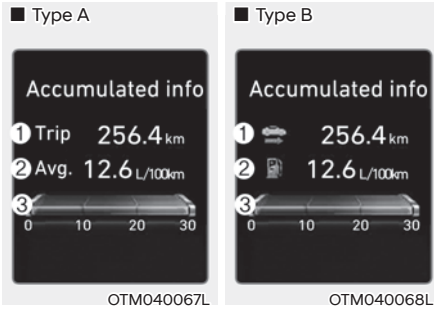 ■ Type A
Accumulated info
① Trip 256.4 km
② Avg. 12.6 L/100km
③
0 10 20 30
OTM040067L
■ Type B
Accumulated info
① 256.4 km
② 12.6 L/100km
③
0 10 20 30
OTM040068L